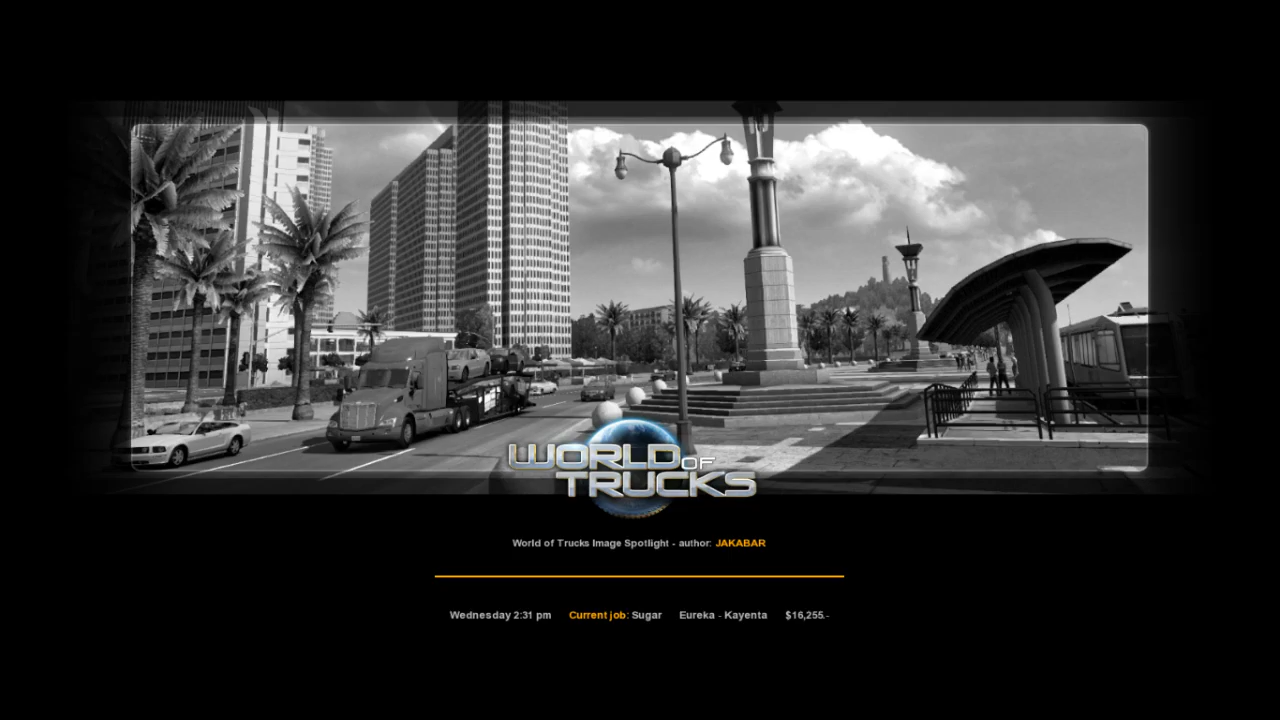 WORLD OF
TRUCKS
World of Trucks Image Spotlight - author: JAKABAR
Wednesday 2:31 pm Current job: Sugar Eureka - Kayenta $16,255.-